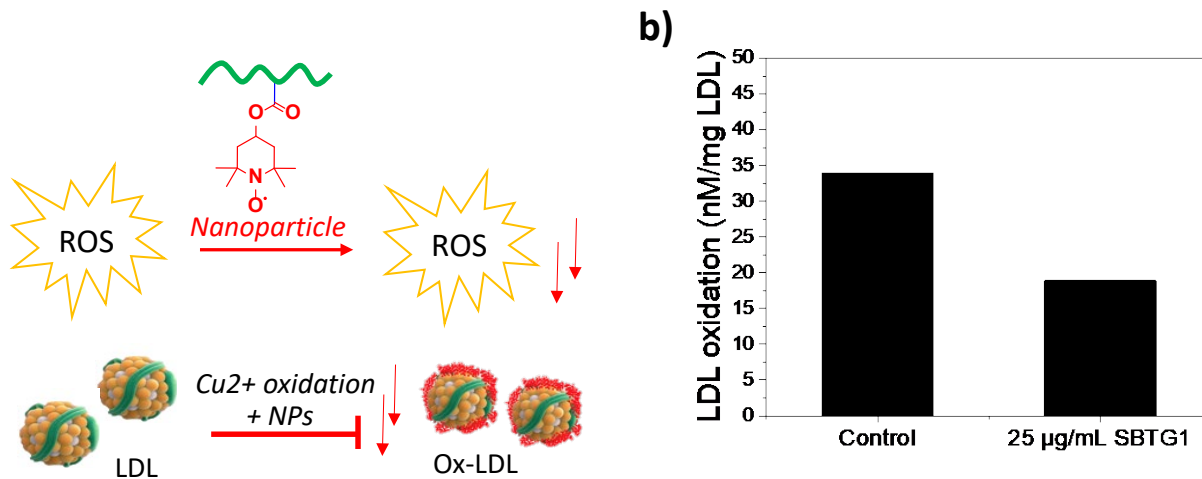 O
O
N
O•
Nanoparticle
ROS
ROS
Cu2+ oxidation
+ NPs
LDL
Ox-LDL
b)
LDL oxidation (nM/mg LDL)
50
45
40
35
30
25
20
15
10
5
0
Control
25 µg/mL SBTG1